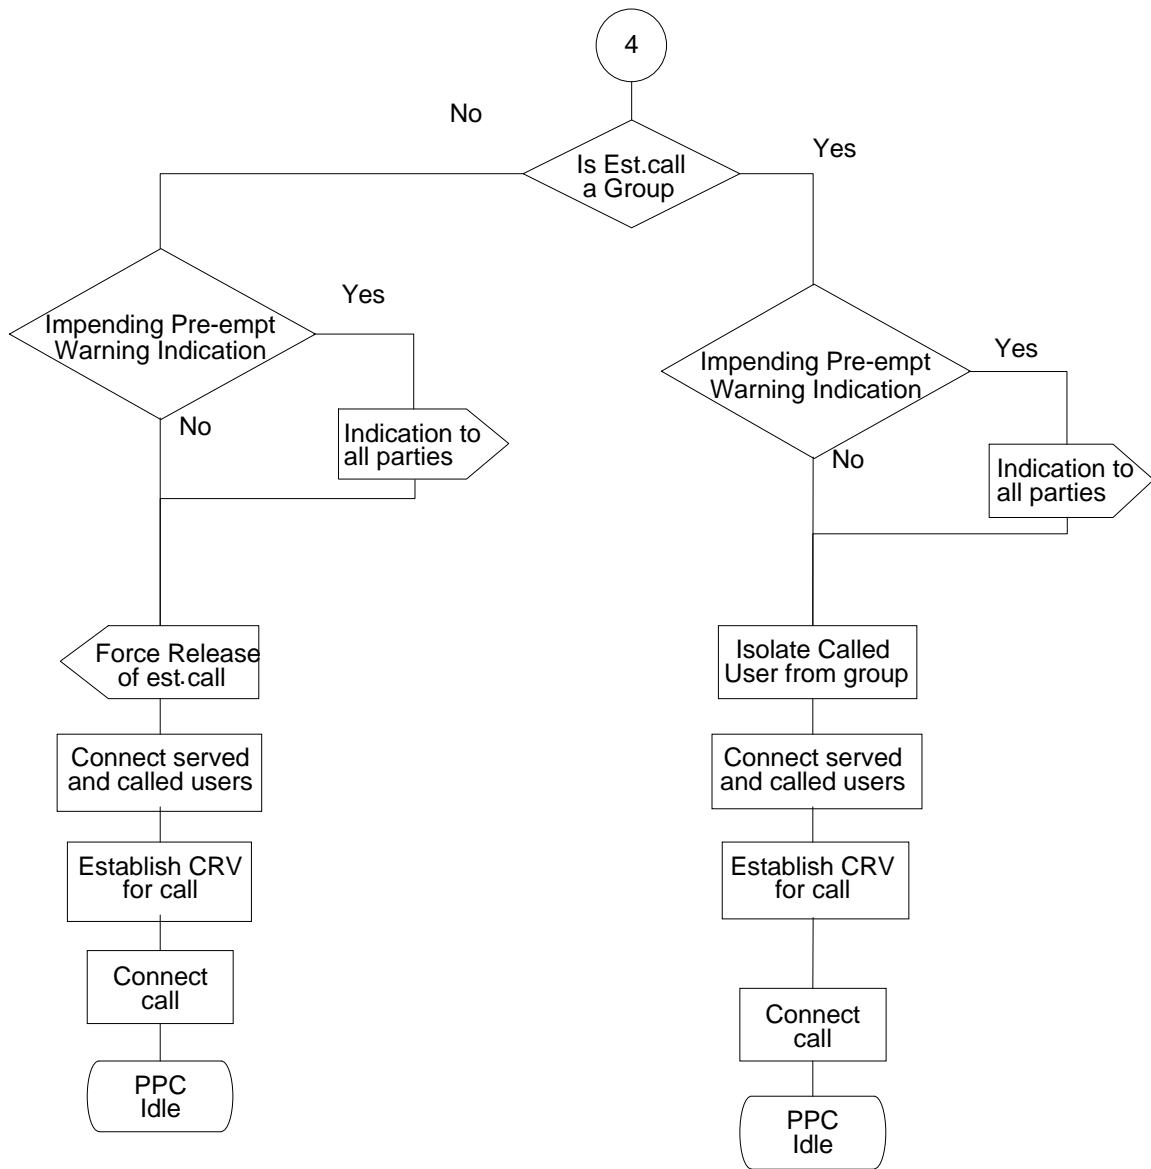 4
No
Yes
Is Est.call
a Group
Yes
Impending Pre-empt
Warning Indication
No
Indication to
all parties
Impending Pre-empt
Warning Indication
Yes
No
Indication to
all parties
Force Release
of est.call
Isolate Called
User from group
Connect served
and called users
Connect served
and called users
Establish CRV
for call
Establish CRV
for call
Connect
call
Connect
call
PPC
Idle
PPC
Idle